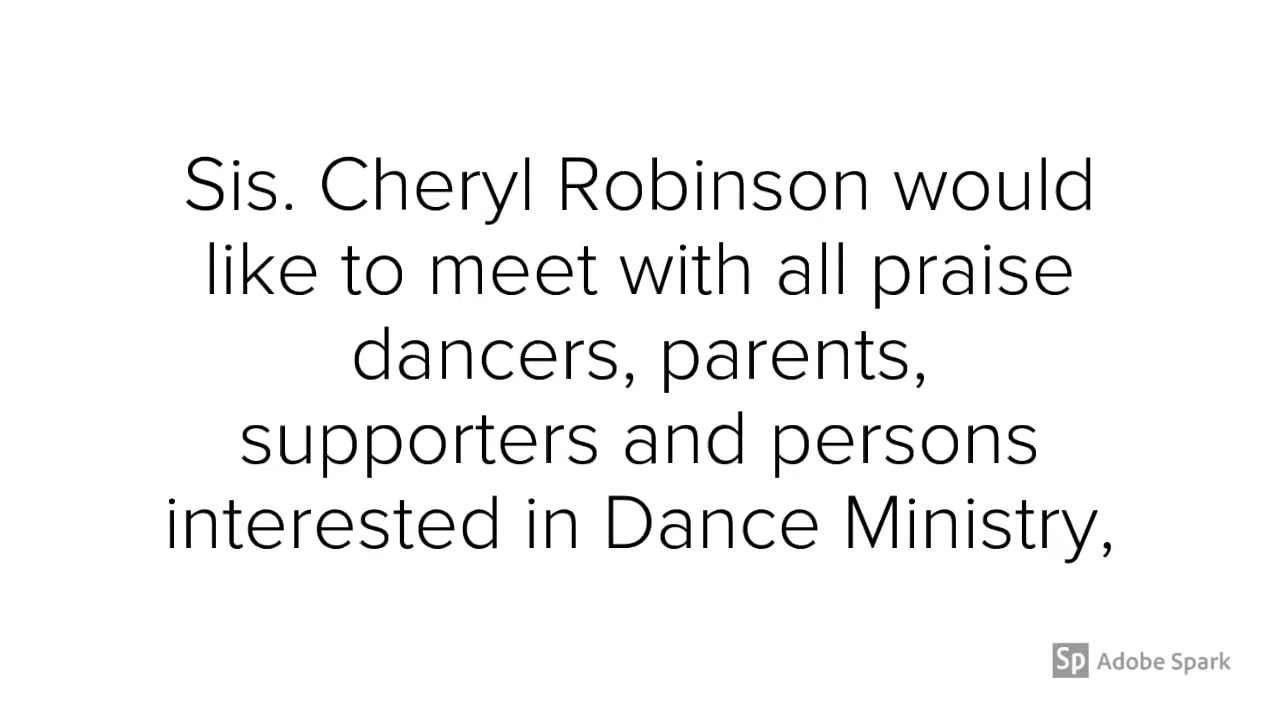 Sis. Cheryl Robinson would
like to meet with all praise
dancers, parents,
supporters and persons
interested in Dance Ministry,
Sp Adobe Spark